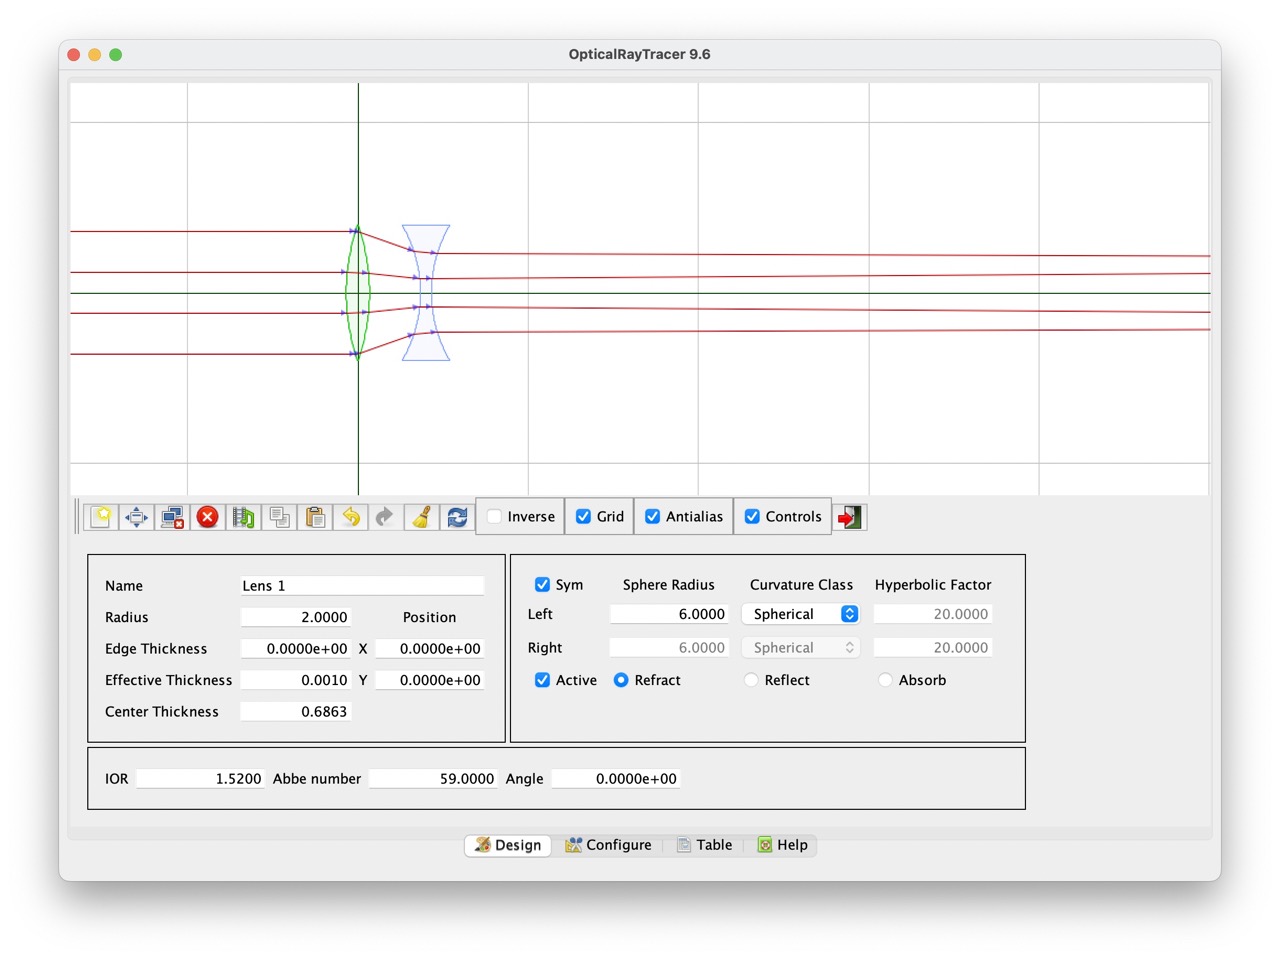 OpticalRayTracer 9.6
Inverse Grid Antialias Controls
Name Lens 1
Radius 2.0000 Position
Edge Thickness 0.0000e+00 X 0.0000e+00
Effective Thickness 0.0010 Y 0.0000e+00
Center Thickness 0.6863
Sym Sphere Radius Curvature Class Hyperbolic Factor
Left 6.0000 Spherical 20.0000
Right 6.0000 Spherical 20.0000
Active Refract Reflect Absorb
IOR 1.5200 Abbe number 59.0000 Angle 0.0000e+00
Design Configure Table Help